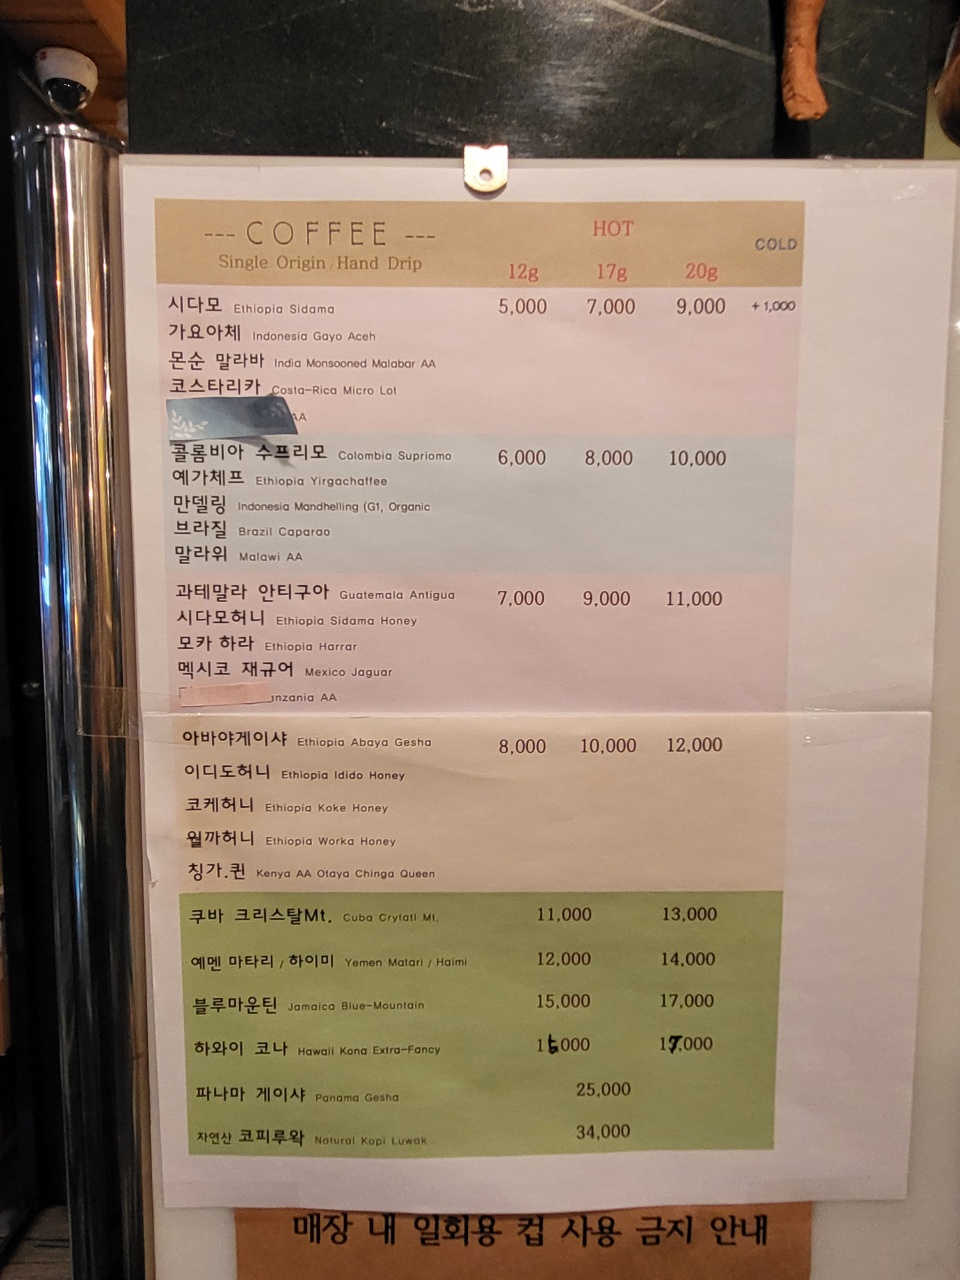 --- COFFEE --- HOT COLD
Single Origin Hand Drip 12g 17g 20g
시다모 Ethiopia Sidama 5,000 7,000 9,000 +1,000
가요아체 Indonesia Gayo Aceh
몬순 말라바 India Monsooned Malabar AA
코스타리카 Costa-Rica Micro Lot
AA
콜롬비아 수프리모 Colombia Supriomo 6,000 8,000 10,000
예가체프 Ethiopia Yirgachaffee
만델링 Indonesia Mandhelling (G1, Organic
브라질 Brazil Caparao
말라위 Malawi AA
과테말라 안티구아 Guatemala Antigua 7,000 9,000 11,000
시다모허니 Ethiopia Sidama Honey
모카 하라 Ethiopia Harrar
멕시코 재규어 Mexico Jaguar
anzania AA
아바야게이샤 Ethiopia Abaya Gesha 8,000 10,000 12,000
이디도허니 Ethiopia Idido Honey
코케허니 Ethiopia Koke Honey
월까허니 Ethiopia Worka Honey
칭가.퀸 Kenya AA Otaya Chinga Queen
쿠바 크리스탈Mt. Cuba Crytatl Mt. 11,000 13,000
예멘 마타리 / 하이미 Yemen Matari / Haimi 12,000 14,000
블루마운틴 Jamaica Blue-Mountain 15,000 17,000
하와이 코나 Hawaii Kona Extra-Fancy 15,000 17,000
파나마 게이샤 Panama Gesha 25,000
자연산 코피루왁 Natural Kopi Luwak 34,000
매장 내 일회용 컵 사용 금지 안내